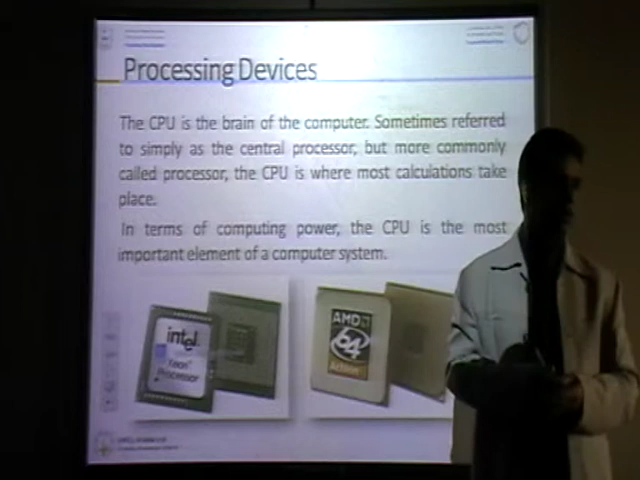 Processing Devices
The CPU is the brain of the computer. Sometimes referred
to simply as the central processor, but more commonly
called processor, the CPU is where most calculations take
place.
In terms of computing power, the CPU is the most
important element of a computer system.
intel
Xeon
Processor
AMD
64
Athlon